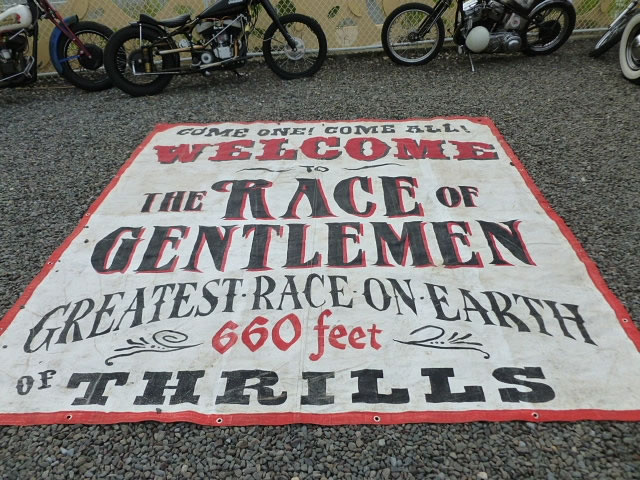 COME ONE! COME ALL!
WELCOME
TO
THE RACE OF
GENTLEMEN
GREATEST·RACE·ON·EARTH
660 feet
OF THRILLS